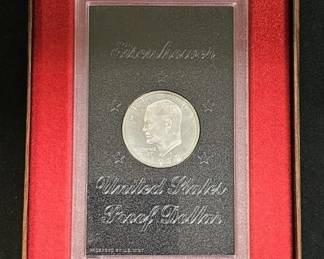 Eisenhower
United States
Proof Dollar